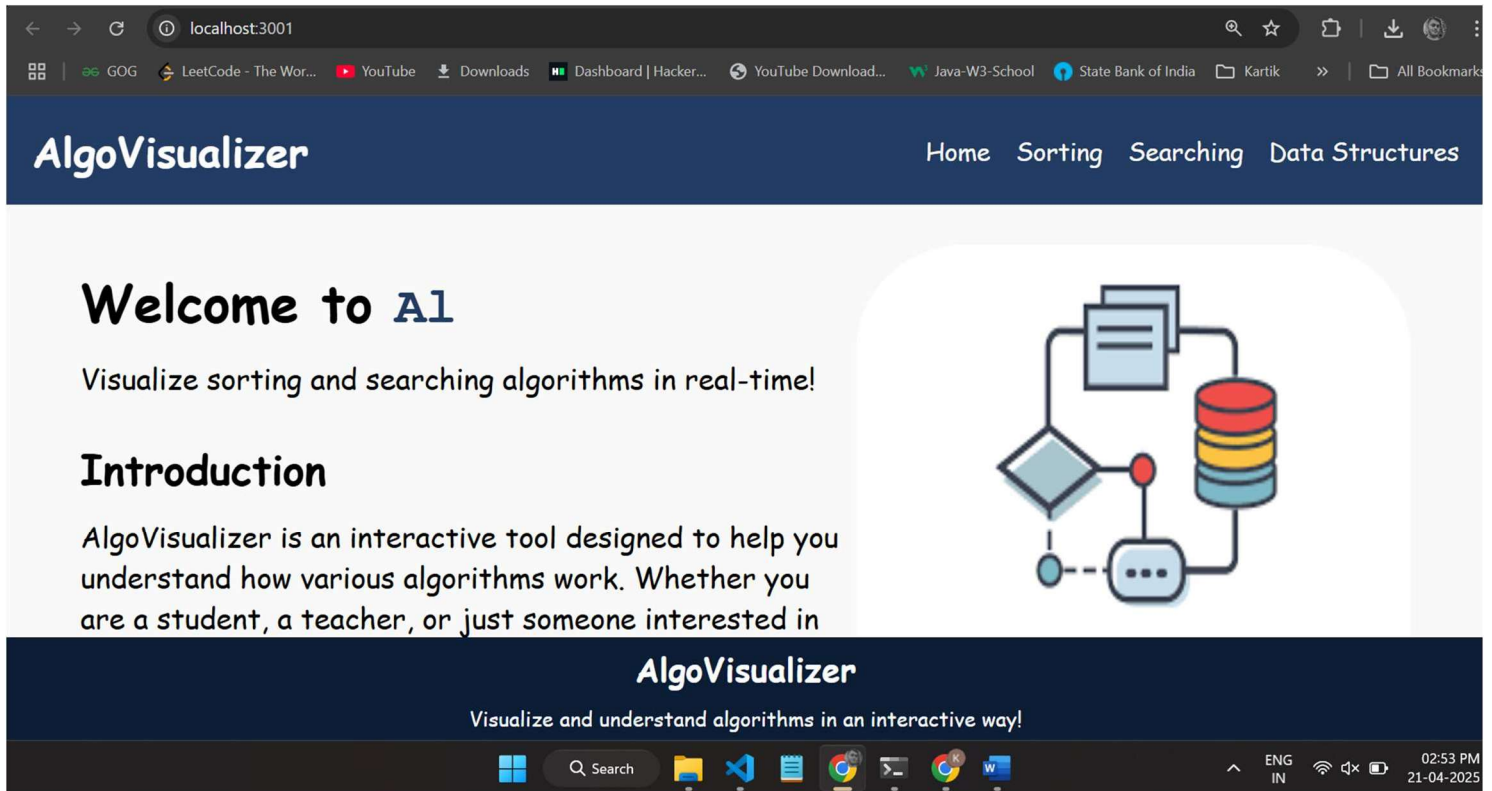 localhost:3001
GOG LeetCode - The Wor... YouTube Downloads Dashboard | Hacker... YouTube Download... Java-W3-School State Bank of India Kartik » All Bookmarks
AlgoVisualizer Home Sorting Searching Data Structures
Welcome to Al
Visualize sorting and searching algorithms in real-time!
Introduction
AlgoVisualizer is an interactive tool designed to help you
understand how various algorithms work. Whether you
are a student, a teacher, or just someone interested in
AlgoVisualizer
Visualize and understand algorithms in an interactive way!
Search ENG 02:53 PM
IN 21-04-2025